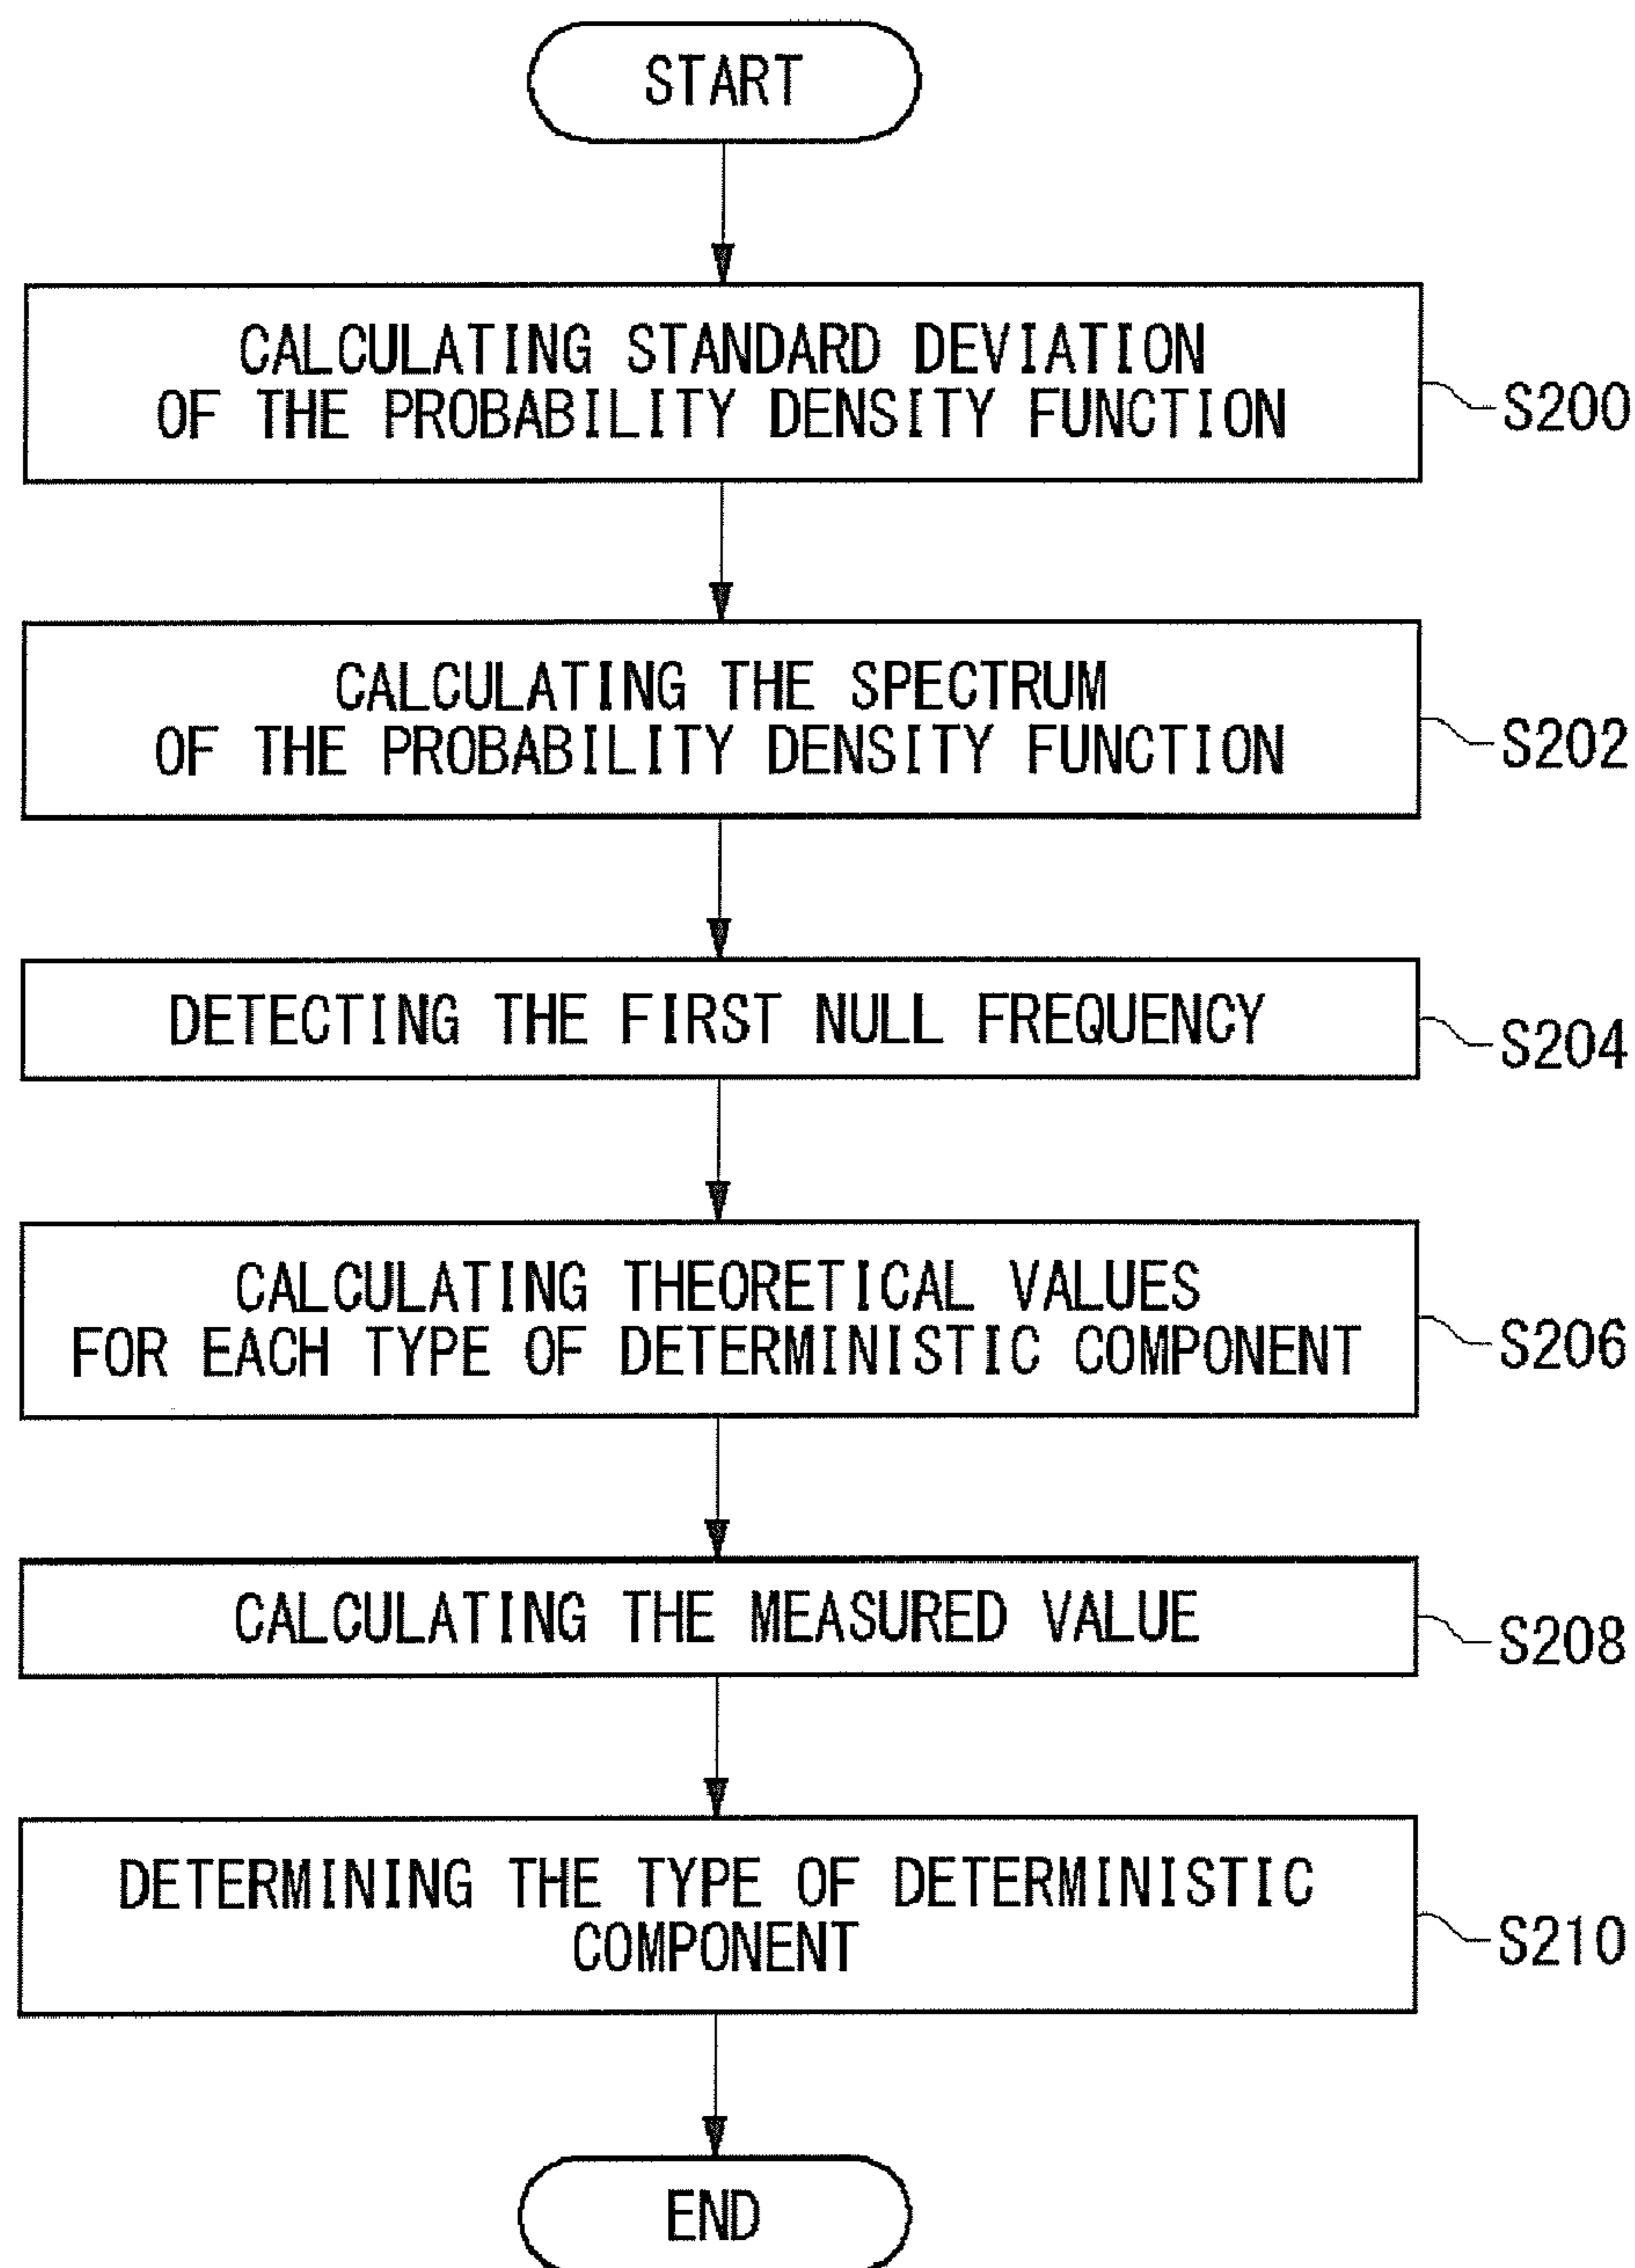 START
CALCULATING STANDARD DEVIATION
OF THE PROBABILITY DENSITY FUNCTION
S200
CALCULATING THE SPECTRUM
OF THE PROBABILITY DENSITY FUNCTION
S202
DETECTING THE FIRST NULL FREQUENCY
S204
CALCULATING THEORETICAL VALUES
FOR EACH TYPE OF DETERMINISTIC COMPONENT
S206
CALCULATING THE MEASURED VALUE
S208
DETERMINING THE TYPE OF DETERMINISTIC
COMPONENT
S210
END